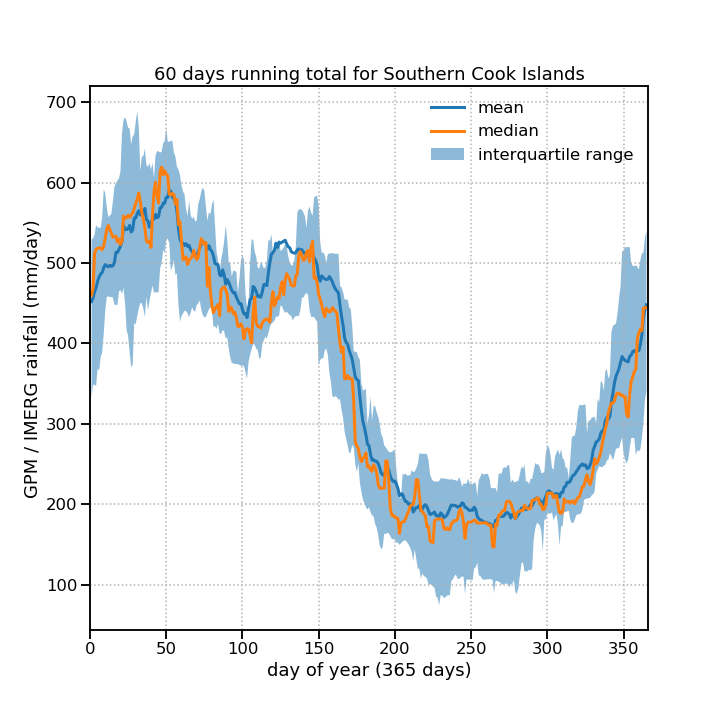 60 days running total for Southern Cook Islands
mean
median
interquartile range
GPM / IMERG rainfall (mm/day)
700
600
500
400
300
200
100
0 50 100 150 200 250 300 350
day of year (365 days)